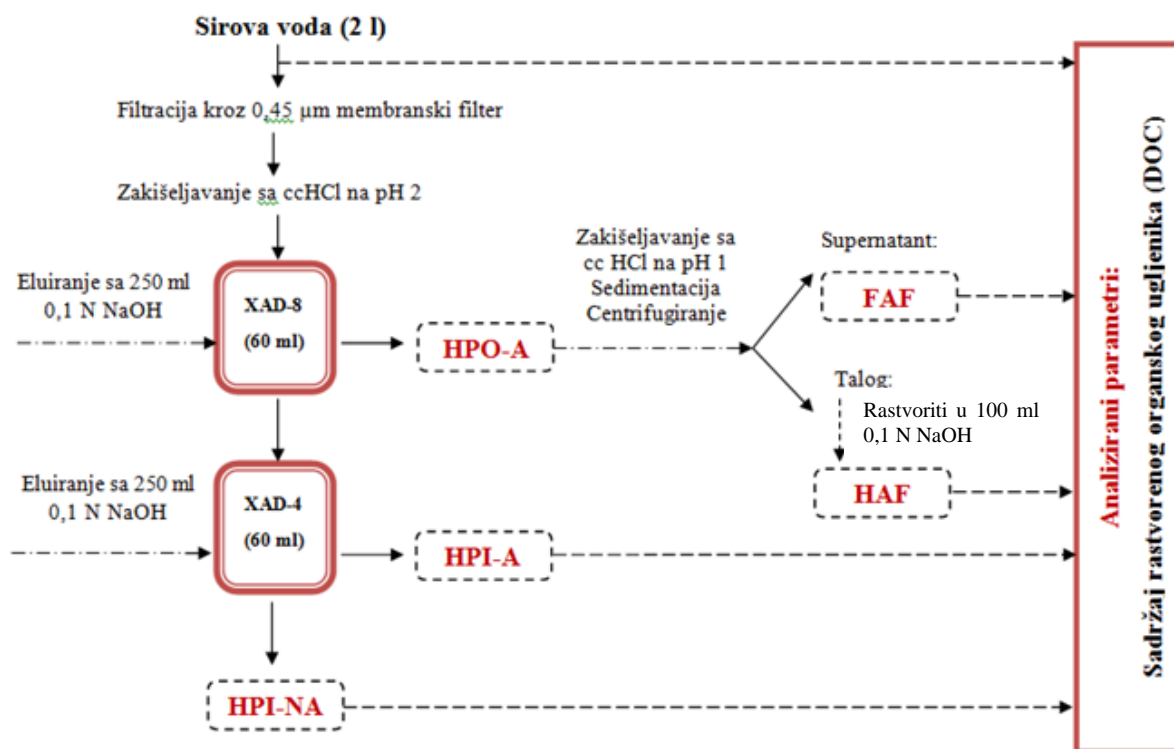 Sirova voda (2 l)
Filtracija kroz 0,45 µm membranski filter
Zakišeljavanje sa ccHCl na pH 2
Eluiranje sa 250 ml
0,1 N NaOH
XAD-8
(60 ml)
HPO-A
Zakišeljavanje sa
cc HCl na pH 1
Sedimentacija
Centrifugiranje
Supernatant:
FAF
Talog:
Rastvoriti u 100 ml
0,1 N NaOH
HAF
Eluiranje sa 250 ml
0,1 N NaOH
XAD-4
(60 ml)
HPI-A
HPI-NA
Analizirani parametri:
Sadržaj rastvorenog organskog ugljenika (DOC)